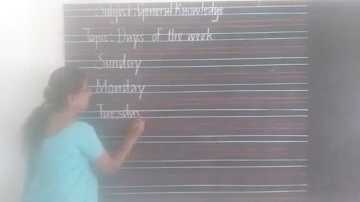 Subject: General Knowledge
Topic: Days of the week
Sunday
Monday
Tuesday